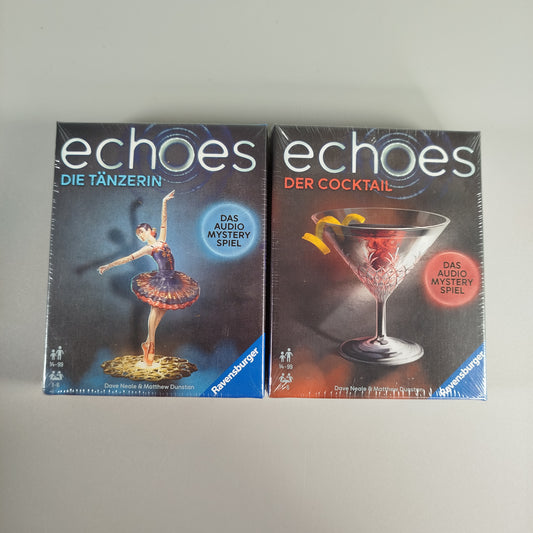 echoes
DIE TÄNZERIN
DAS
AUDIO
MYSTERY
SPIEL
14-99
1-6
Dave Neale & Matthew Dunstan
Ravensburger
echoes
DER COCKTAIL
DAS
AUDIO
MYSTERY
SPIEL
14-99
Dave Neale & Matthew Dunstan
Ravensburger